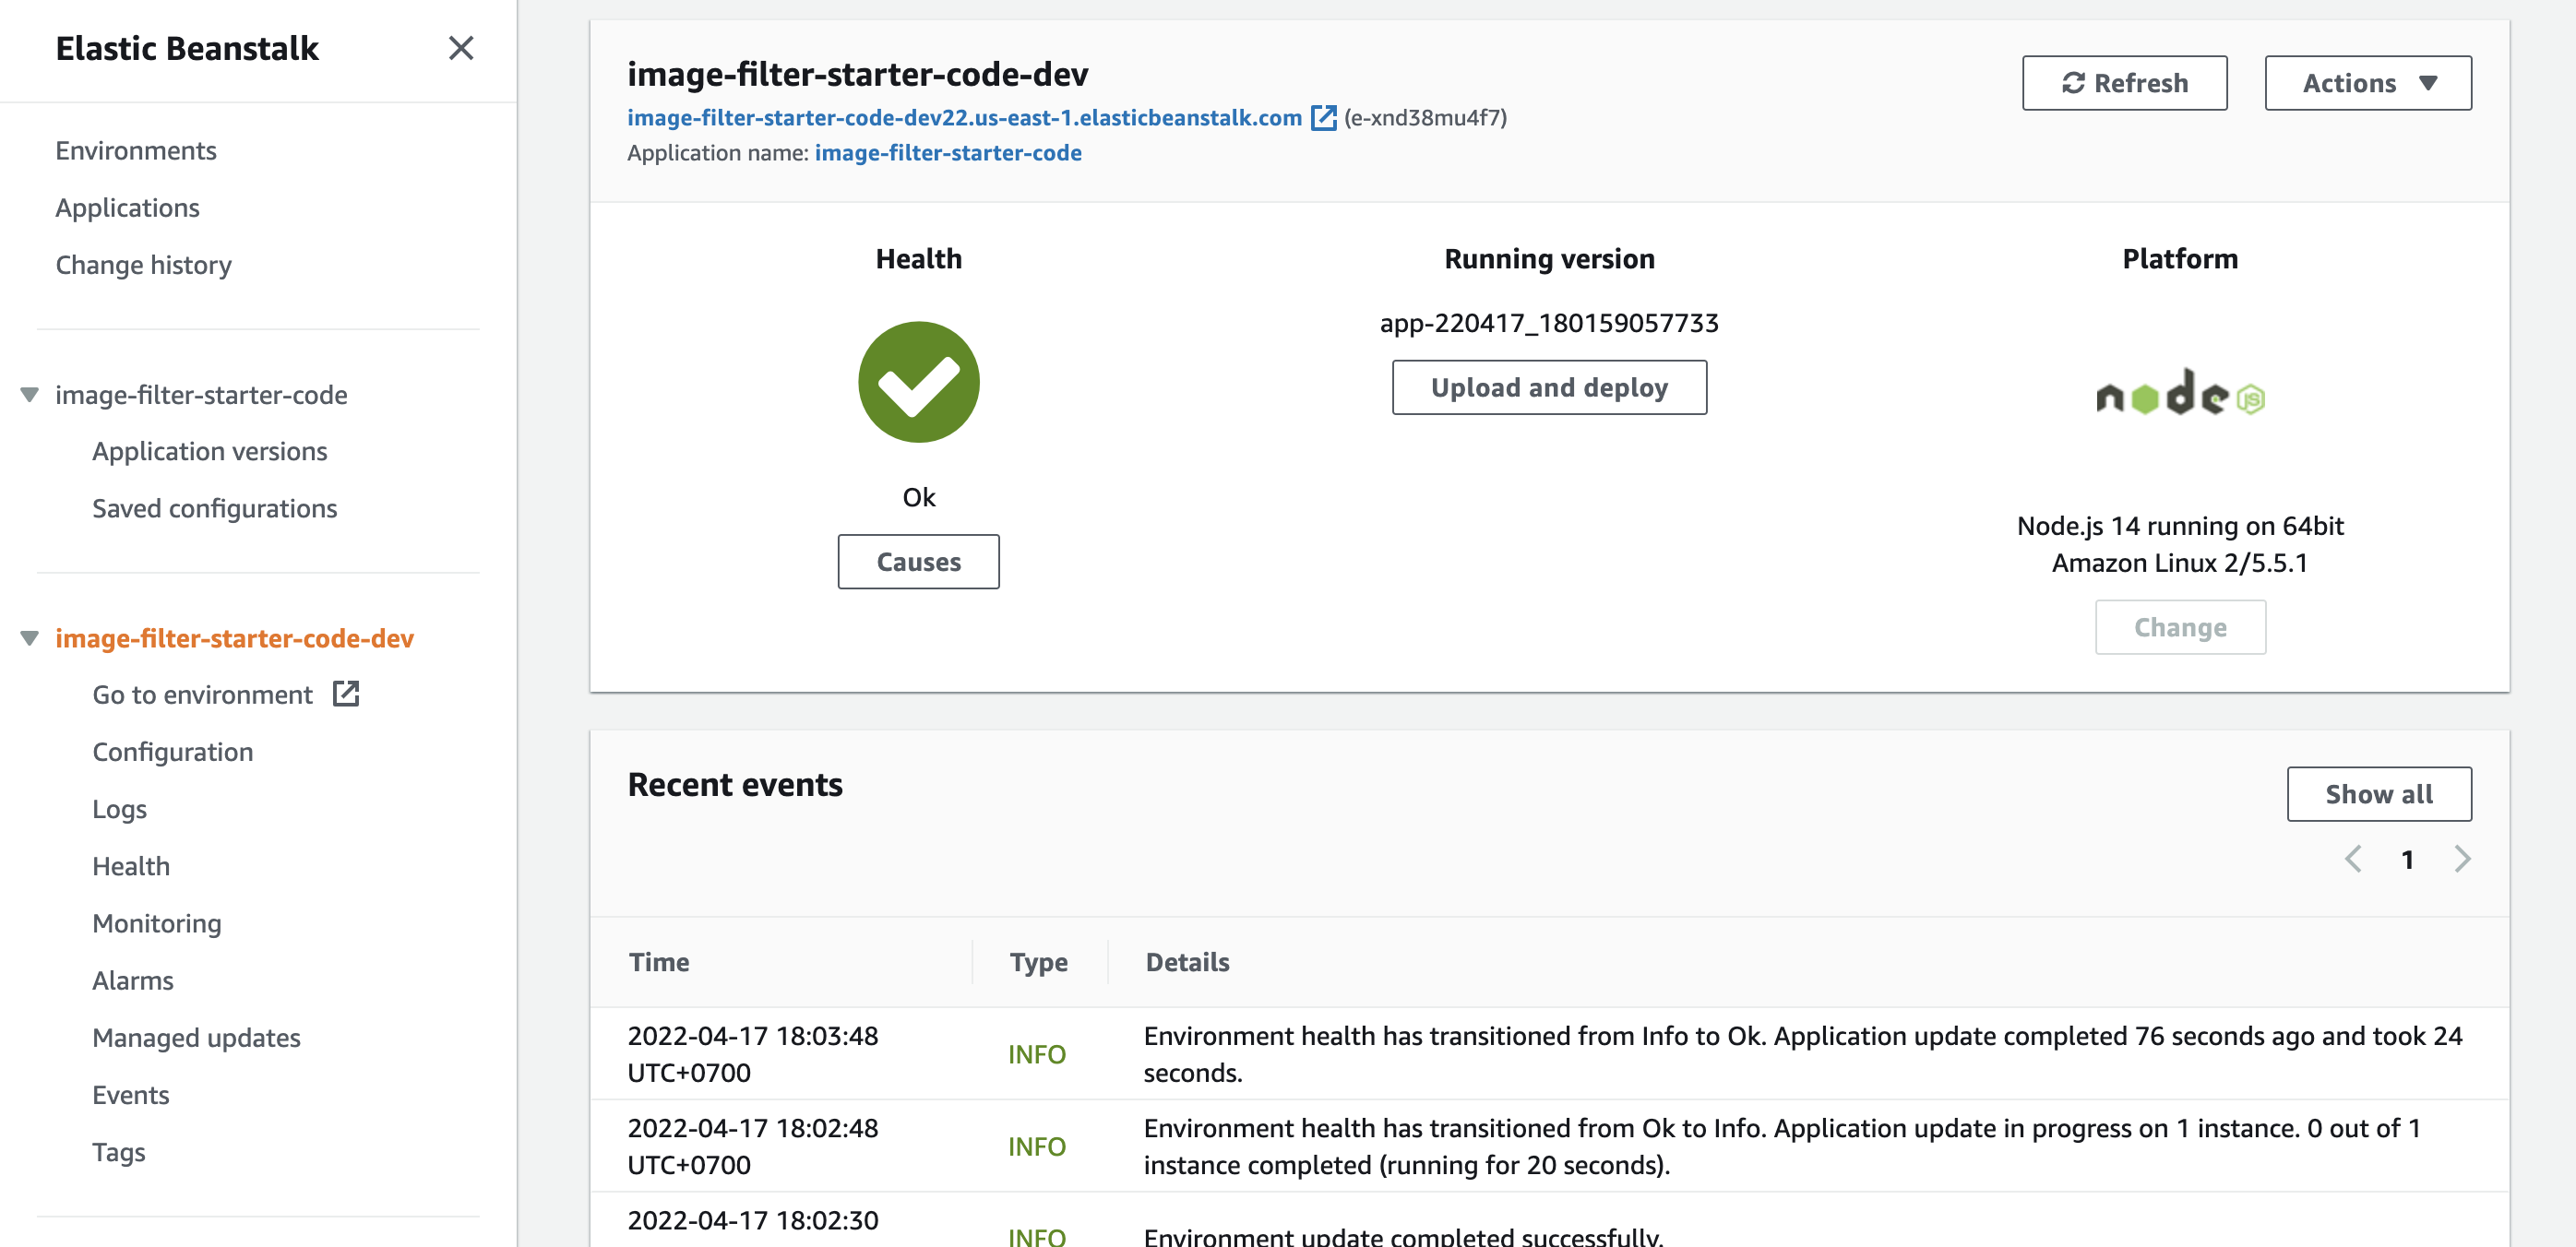 Elastic Beanstalk
Environments
Applications
Change history
image-filter-starter-code
Application versions
Saved configurations
image-filter-starter-code-dev
Go to environment
Configuration
Logs
Health
Monitoring
Alarms
Managed updates
Events
Tags
image-filter-starter-code-dev
image-filter-starter-code-dev22.us-east-1.elasticbeanstalk.com (e-xnd38mu4f7)
Application name: image-filter-starter-code
Refresh
Actions
Health
Ok
Causes
Running version
app-220417_180159057733
Upload and deploy
Platform
node JS
Node.js 14 running on 64bit
Amazon Linux 2/5.5.1
Change
Recent events
Show all
1
Time Type Details
2022-04-17 18:03:48
UTC+0700
INFO
Environment health has transitioned from Info to Ok. Application update completed 76 seconds ago and took 24
seconds.
2022-04-17 18:02:48
UTC+0700
INFO
Environment health has transitioned from Ok to Info. Application update in progress on 1 instance. 0 out of 1
instance completed (running for 20 seconds).
2022-04-17 18:02:30
INFO
Environment update completed successfully.